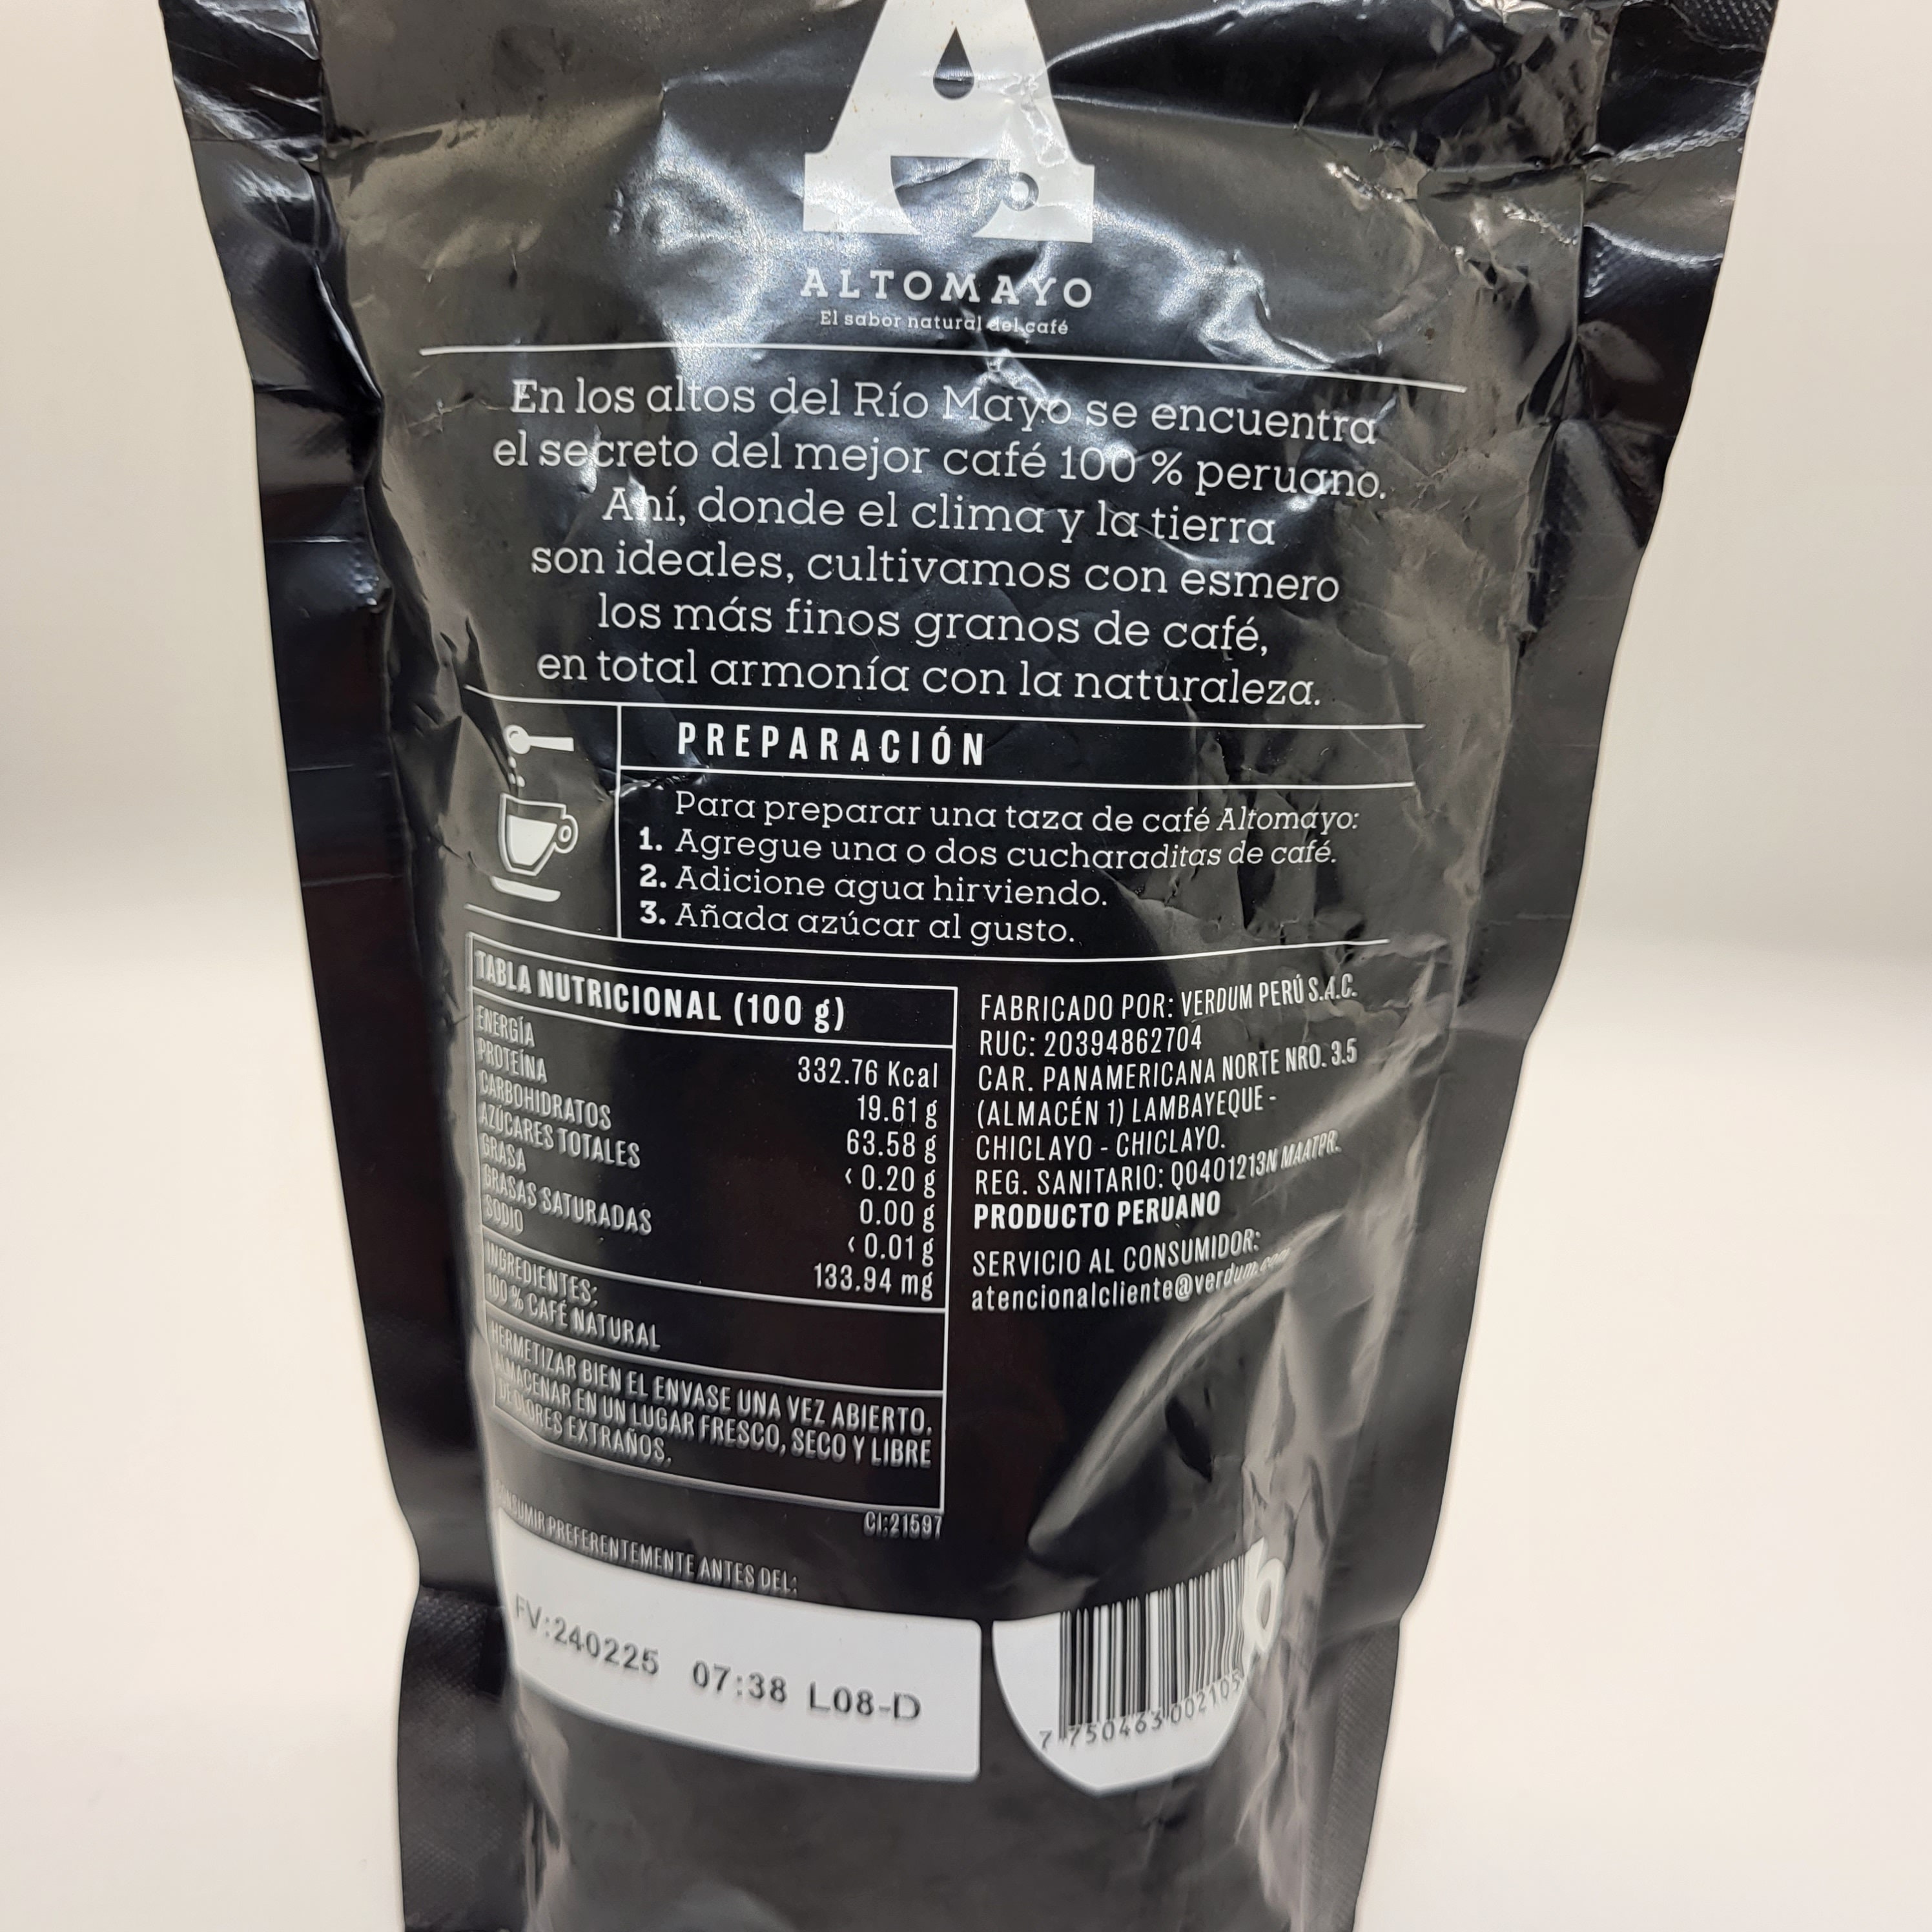 ALTOMAYO
El sabor natural del café
En los altos del Río Mayo se encuentra
el secreto del mejor café 100 % peruano.
Ahí, donde el clima y la tierra
son ideales, cultivamos con esmero
los más finos granos de café,
en total armonía con la naturaleza.
PREPARACIÓN
Para preparar una taza de café Altomayo:
1. Agregue una o dos cucharaditas de café.
2. Adicione agua hirviendo.
3. Añada azúcar al gusto.
TABLA NUTRICIONAL (100 g)
ENERGÍA 332.76 Kcal
PROTEÍNA 19.61 g
CARBOHIDRATOS 63.58 g
AZÚCARES TOTALES ‹ 0.20 g
GRASA 0.00 g
GRASAS SATURADAS ‹ 0.01 g
SODIO 133.94 mg
INGREDIENTES:
100 % CAFÉ NATURAL
HERMETIZAR BIEN EL ENVASE UNA VEZ ABIERTO.
ALMACENAR EN UN LUGAR FRESCO, SECO Y LIBRE
DE OLORES EXTRAÑOS.
CI:21597
FABRICADO POR: VERDUM PERÚ S.A.C.
RUC: 20394862704
CAR. PANAMERICANA NORTE NRO. 3.5
(ALMACÉN 1) LAMBAYEQUE -
CHICLAYO - CHICLAYO.
REG. SANITARIO: Q0401213N MAATPR.
PRODUCTO PERUANO
SERVICIO AL CONSUMIDOR:
atencionalcliente@verdum.com
CONSUMIR PREFERENTEMENTE ANTES DEL:
FV:240225 07:38 L08-D
7 750463 002105